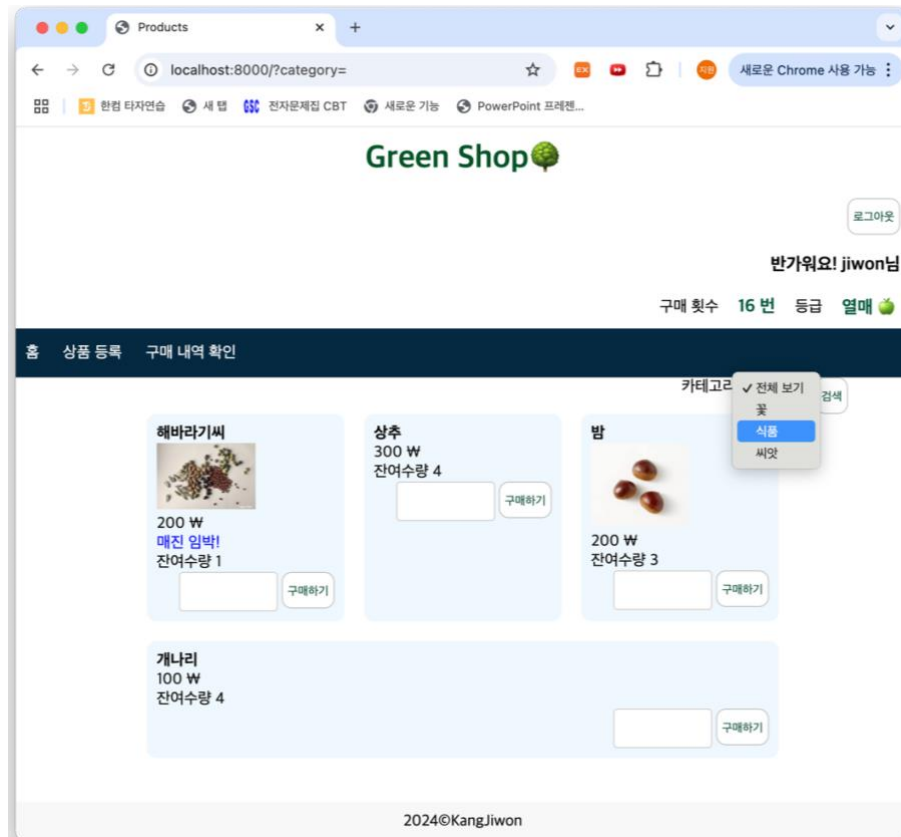 Products
localhost:8000/?category=
EX
지원
새로운 Chrome 사용 가능
한컴 타자연습
새 탭
GSC 전자문제집 CBT
새로운 기능
PowerPoint 프레젠...
Green Shop
로그아웃
반가워요! jiwon님
구매 횟수 16 번 등급 열매
홈 상품 등록 구매 내역 확인
카테고리
전체 보기
꽃
식품
씨앗
검색
해바라기씨
200 ₩
매진 임박!
잔여수량 1
구매하기
상추
300 ₩
잔여수량 4
구매하기
밤
200 ₩
잔여수량 3
구매하기
개나리
100 ₩
잔여수량 4
구매하기
2024©KangJiwon